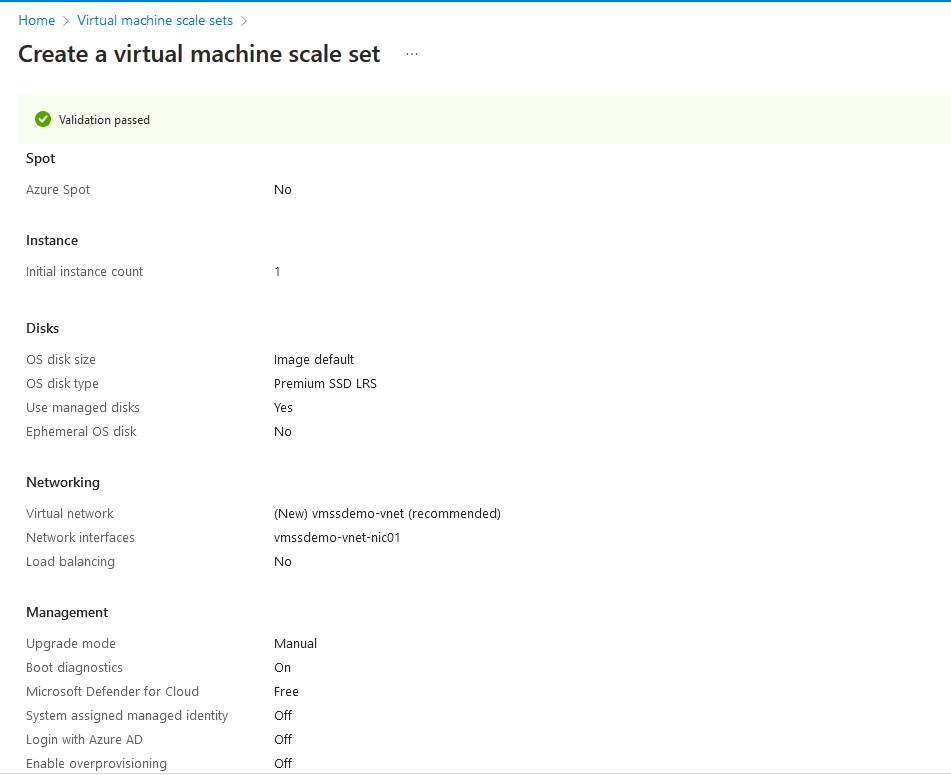 Home > Virtual machine scale sets >
Create a virtual machine scale set ...
Validation passed
Spot
Azure Spot No
Instance
Initial instance count 1
Disks
OS disk size Image default
OS disk type Premium SSD LRS
Use managed disks Yes
Ephemeral OS disk No
Networking
Virtual network (New) vmssdemo-vnet (recommended)
Network interfaces vmssdemo-vnet-nic01
Load balancing No
Management
Upgrade mode Manual
Boot diagnostics On
Microsoft Defender for Cloud Free
System assigned managed identity Off
Login with Azure AD Off
Enable overprovisioning Off